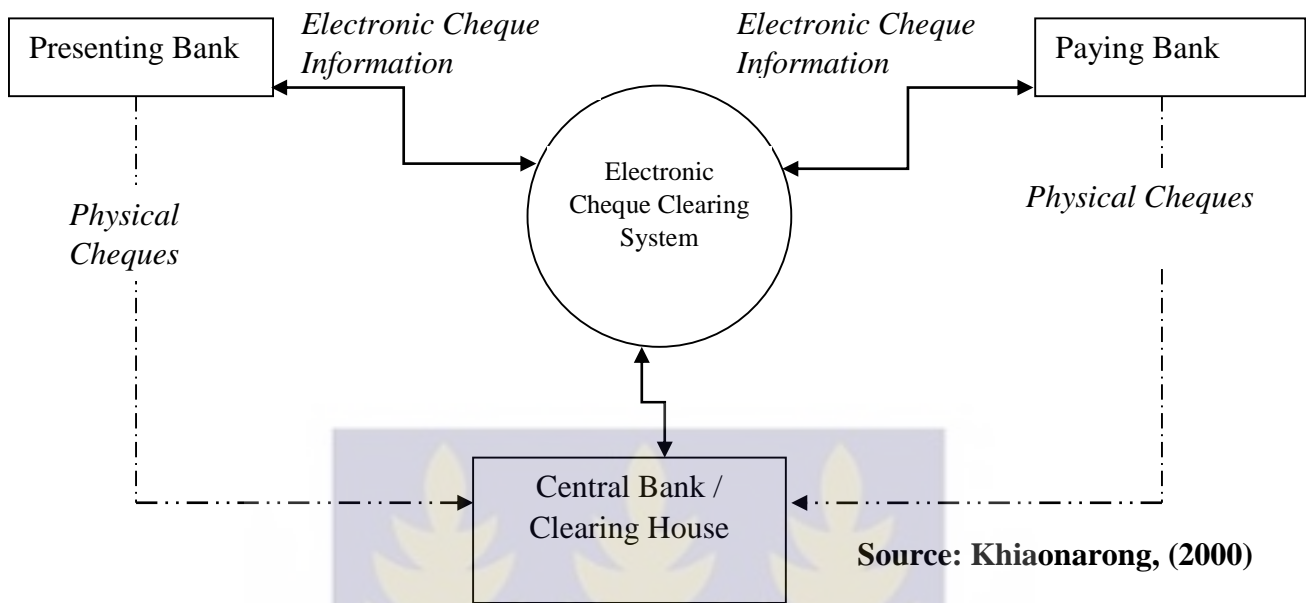 Presenting Bank
Electronic Cheque
Information
Electronic Cheque
Information
Paying Bank
Electronic
Cheque Clearing
System
Physical
Cheques
Physical Cheques
Central Bank /
Clearing House
Source: Khiaonarong, (2000)